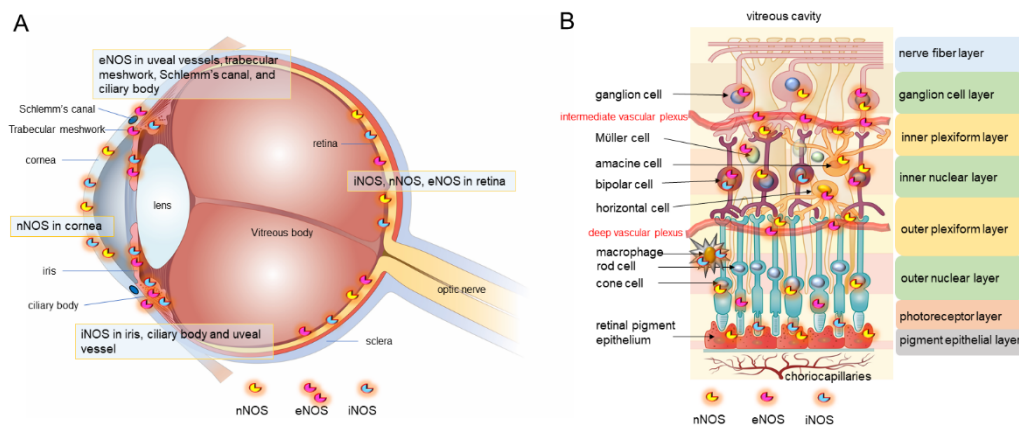 A
eNOS in uveal vessels, trabecular
meshwork, Schlemm's canal, and
ciliary body
Schlemm's canal
Trabecular meshwork
cornea
retina
iNOS, nNOS, eNOS in retina
lens
nNOS in cornea
Vitreous body
iris
ciliary body
optic nerve
iNOS in iris, ciliary body and uveal
vessel
sclera
nNOS
eNOS
iNOS
B
vitreous cavity
nerve fiber layer
ganglion cell
ganglion cell layer
intermediate vascular plexus
Müller cell
inner plexiform layer
amacine cell
bipolar cell
inner nuclear layer
horizontal cell
deep vascular plexus
outer plexiform layer
macrophage
rod cell
cone cell
outer nuclear layer
photoreceptor layer
retinal pigment
epithelium
pigment epithelial layer
choriocapillaries
nNOS
eNOS
iNOS